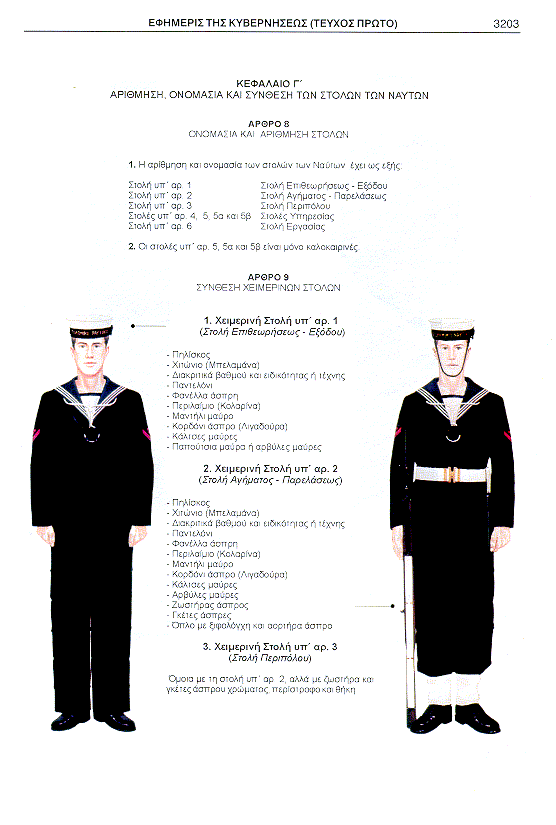 ΕΦΗΜΕΡΙΣ ΤΗΣ ΚΥΒΕΡΝΗΣΕΩΣ (ΤΕΥΧΟΣ ΠΡΩΤΟ)
3203
ΚΕΦΑΛΑΙΟ Γ΄
ΑΡΙΘΜΗΣΗ, ΟΝΟΜΑΣΙΑ ΚΑΙ ΣΥΝΘΕΣΗ ΤΩΝ ΣΤΟΛΩΝ ΤΩΝ ΝΑΥΤΩΝ
ΑΡΘΡΟ 8
ΟΝΟΜΑΣΙΑ ΚΑΙ ΑΡΙΘΜΗΣΗ ΣΤΟΛΩΝ
1. Η αρίθμηση και ονομασία των στολών των Ναύτων, έχει ως εξής:
Στολή υπ΄ αρ. 1 Στολή Επιθεωρήσεως - Εξόδου
Στολή υπ΄ αρ. 2 Στολή Αγήματος - Παρελάσεως
Στολή υπ΄ αρ. 3 Στολή Περιπόλου
Στολές υπ΄ αρ. 4, 5, 5α και 5β Στολές Υπηρεσίας
Στολή υπ΄ αρ. 6 Στολή Εργασίας
2. Οι στολές υπ΄ αρ. 5, 5α και 5β είναι μόνο καλοκαιρινές.
ΑΡΘΡΟ 9
ΣΥΝΘΕΣΗ ΧΕΙΜΕΡΙΝΩΝ ΣΤΟΛΩΝ
1. Χειμερινή Στολή υπ΄ αρ. 1
(Στολή Επιθεωρήσεως - Εξόδου)
- Πηλίσκος
- Χιτώνιο (Μπελαμάνα)
- Διακριτικά βαθμού και ειδικότητας ή τέχνης
- Παντελόνι
- Φανέλλα άσπρη
- Περιλαίμιο (Κολαρίνα)
- Μαντήλι μαύρο
- Κορδόνι άσπρο (Λιγαδούρα)
- Κάλτσες μαύρες
- Παπούτσια μαύρα ή αρβύλες μαύρες
2. Χειμερινή Στολή υπ΄ αρ. 2
(Στολή Αγήματος - Παρελάσεως)
- Πηλίσκος
- Χιτώνιο (Μπελαμάνα)
- Διακριτικά βαθμού και ειδικότητας ή τέχνης
- Παντελόνι
- Φανέλλα άσπρη
- Περιλαίμιο (Κολαρίνα)
- Μαντήλι μαύρο
- Κορδόνι άσπρο (Λιγαδούρα)
- Κάλτσες μαύρες
- Αρβύλες μαύρες
- Ζωστήρας άσπρος
- Γκέτες άσπρες
- Όπλο με ξιφολόγχη και αορτήρα άσπρο
3. Χειμερινή Στολή υπ΄ αρ. 3
(Στολή Περιπόλου)
Όμοια με τη στολή υπ΄ αρ. 2, αλλά με ζωστήρα και
γκέτες άσπρου χρώματος, περίστροφο και θήκη